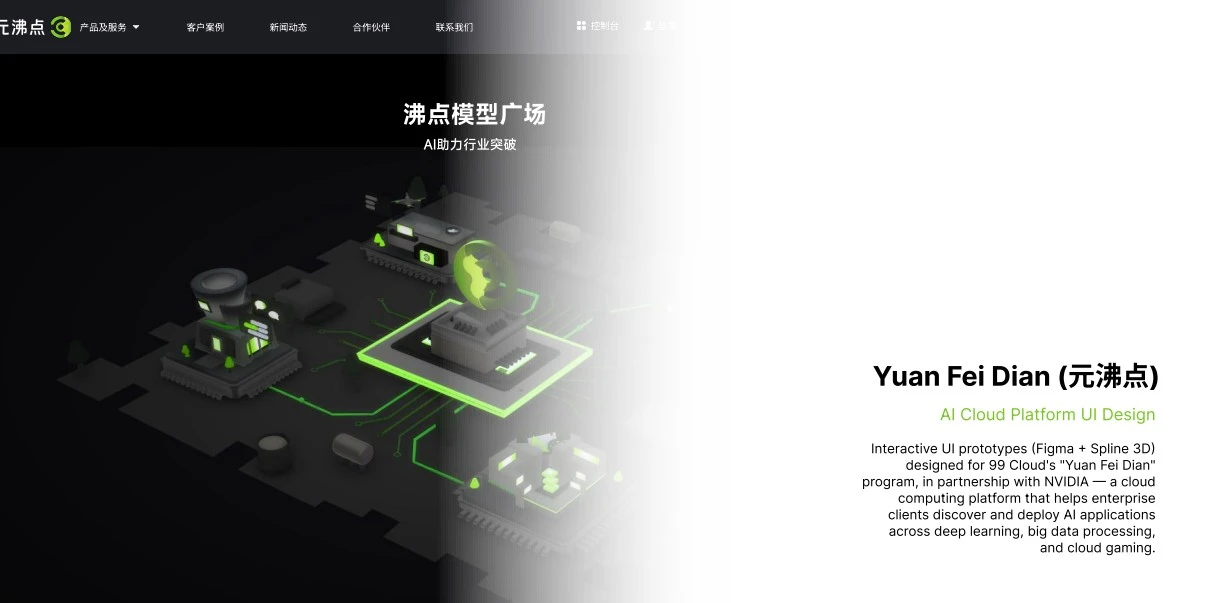 元沸点
产品及服务
客户案例
新闻动态
合作伙伴
联系我们
控制台
沸点模型广场
AI助力行业突破
Yuan Fei Dian (元沸点)
AI Cloud Platform UI Design
Interactive UI prototypes (Figma + Spline 3D)
designed for 99 Cloud's "Yuan Fei Dian"
program, in partnership with NVIDIA — a cloud
computing platform that helps enterprise
clients discover and deploy AI applications
across deep learning, big data processing,
and cloud gaming.